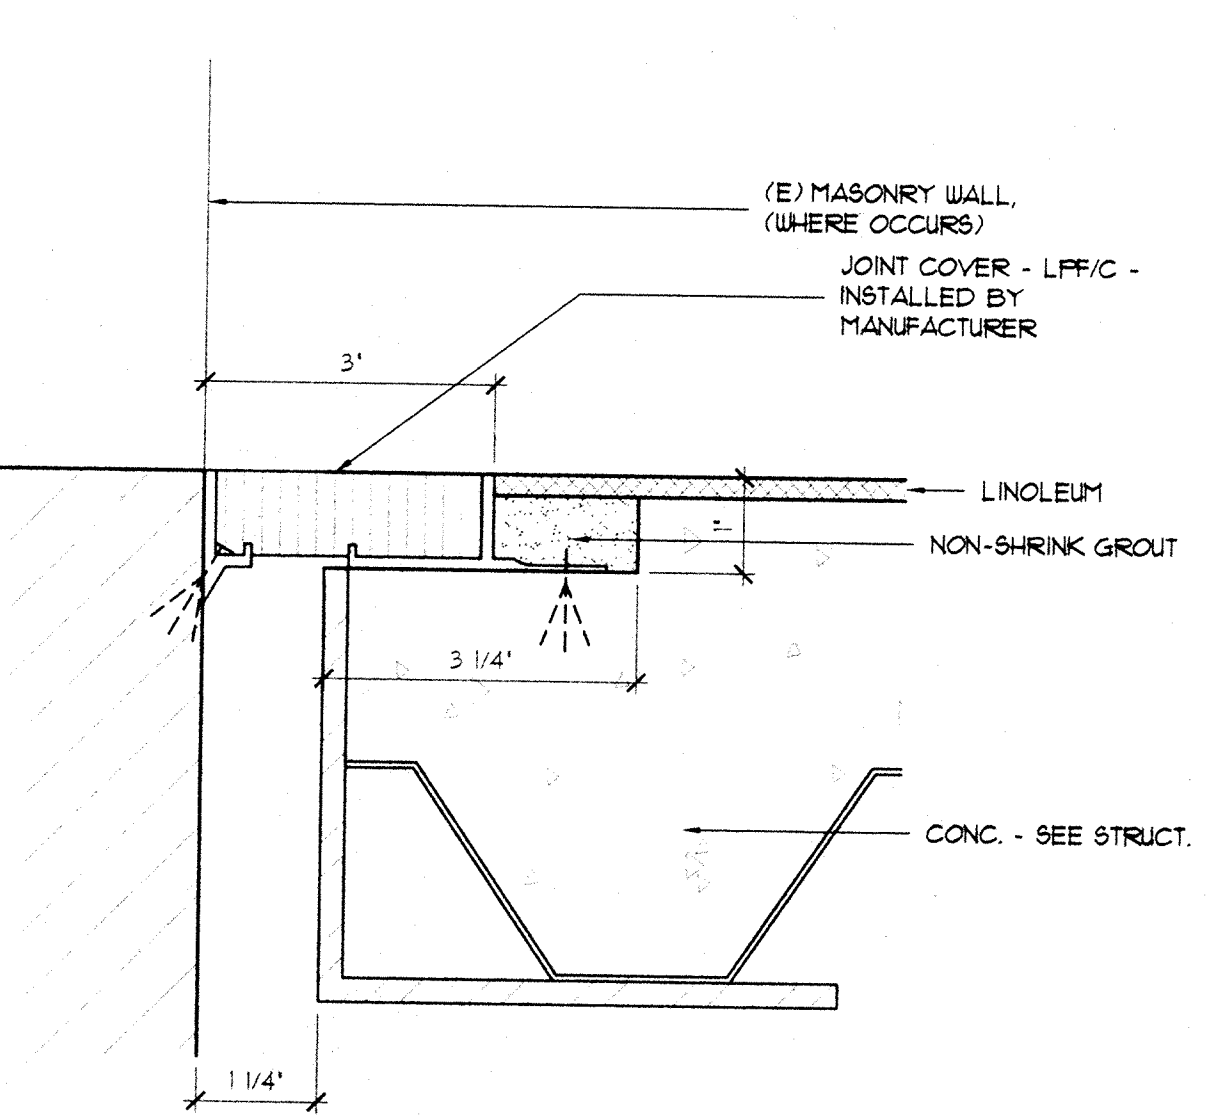 (E) MASONRY WALL,
(WHERE OCCURS)
JOINT COVER - LPF/C -
INSTALLED BY
MANUFACTURER
3"
LINOLEUM
1"
NON-SHRINK GROUT
3 1/4"
CONC. - SEE STRUCT.
1 1/4"